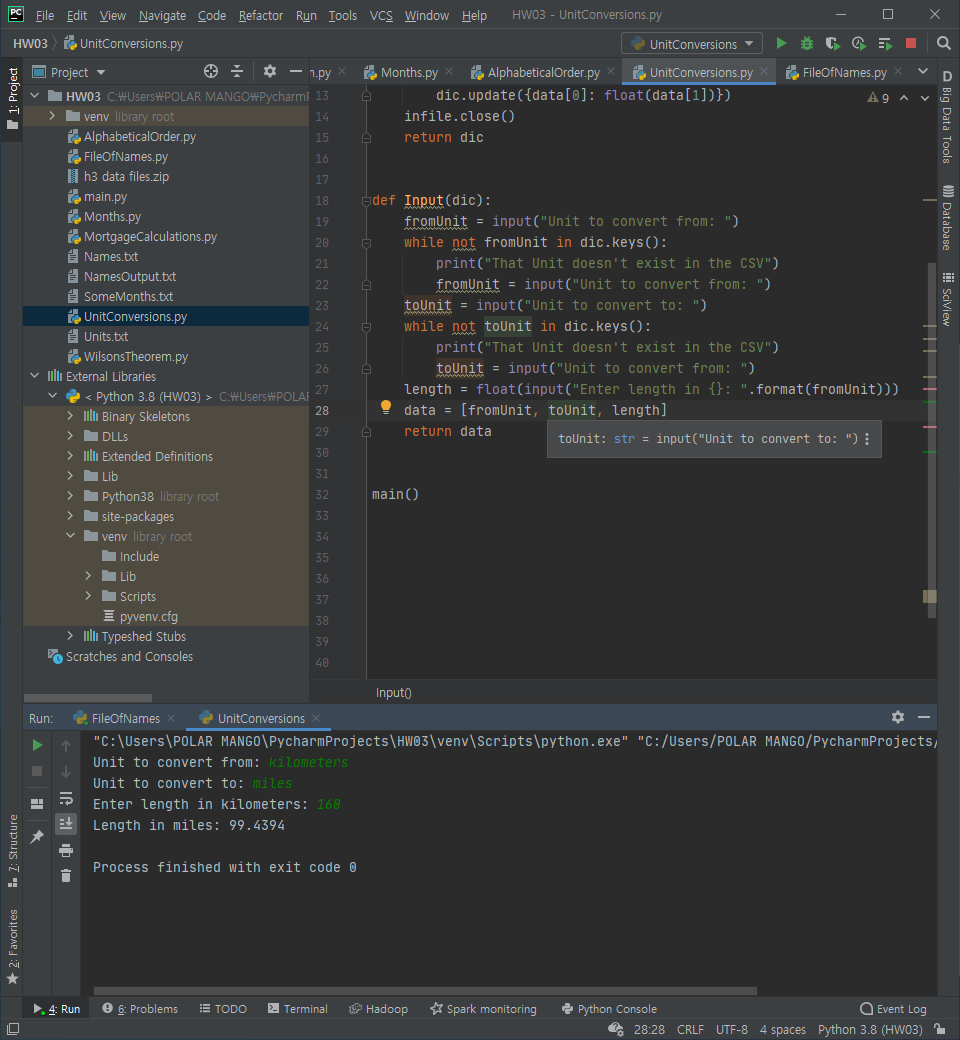 PC File Edit View Navigate Code Refactor Run Tools VCS Window Help HW03 - UnitConversions.py
HW03 UnitConversions.py UnitConversions
Project n.py Months.py AlphabeticalOrder.py UnitConversions.py FileOfNames.py
1: Project
HW03 C:₩Users₩POLAR MANGO₩PycharmP
venv library root
AlphabeticalOrder.py
FileOfNames.py
h3 data files.zip
main.py
Months.py
MortgageCalculations.py
Names.txt
NamesOutput.txt
SomeMonths.txt
UnitConversions.py
Units.txt
WilsonsTheorem.py
External Libraries
< Python 3.8 (HW03) > C:₩Users₩POLAR
Binary Skeletons
DLLs
Extended Definitions
Lib
Python38 library root
site-packages
venv library root
Include
Lib
Scripts
pyvenv.cfg
Typeshed Stubs
Scratches and Consoles
13 dic.update({data[0]: float(data[1])})
14 infile.close()
15 return dic
16
17
18 def Input(dic):
19 fromUnit = input("Unit to convert from: ")
20 while not fromUnit in dic.keys():
21 print("That Unit doesn't exist in the CSV")
22 fromUnit = input("Unit to convert from: ")
23 toUnit = input("Unit to convert to: ")
24 while not toUnit in dic.keys():
25 print("That Unit doesn't exist in the CSV")
26 toUnit = input("Unit to convert from: ")
27 length = float(input("Enter length in {}: ".format(fromUnit)))
28 data = [fromUnit, toUnit, length]
29 return data
toUnit: str = input("Unit to convert to: ")
30
31
32 main()
33
34
35
36
37
38
39
40
9
Input()
D Big Data Tools
Database
SciView
Run: FileOfNames UnitConversions
"C:\Users\POLAR MANGO\PycharmProjects\HW03\venv\Scripts\python.exe" "C:/Users/POLAR MANGO/PycharmProjects/
Unit to convert from: kilometers
Unit to convert to: miles
Enter length in kilometers: 160
Length in miles: 99.4394
Process finished with exit code 0
7: Structure
2: Favorites
4: Run 6: Problems TODO Terminal Hadoop Spark monitoring Python Console Event Log
28:28 CRLF UTF-8 4 spaces Python 3.8 (HW03)